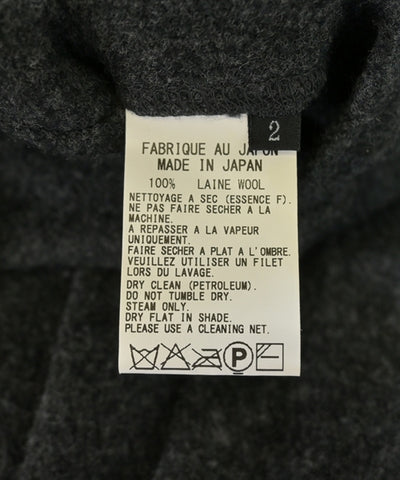 2
FABRIQUE AU JAPON
MADE IN JAPAN
100% LAINE WOOL
NETTOYAGE A SEC (ESSENCE F).
NE PAS FAIRE SECHER A LA
MACHINE.
A REPASSER A LA VAPEUR
UNIQUEMENT.
FAIRE SECHER A PLAT A L'OMBRE.
VEUILLEZ UTILISER UN FILET
LORS DU LAVAGE.
DRY CLEAN (PETROLEUM).
DO NOT TUMBLE DRY.
STEAM ONLY.
DRY FLAT IN SHADE.
PLEASE USE A CLEANING NET.
P